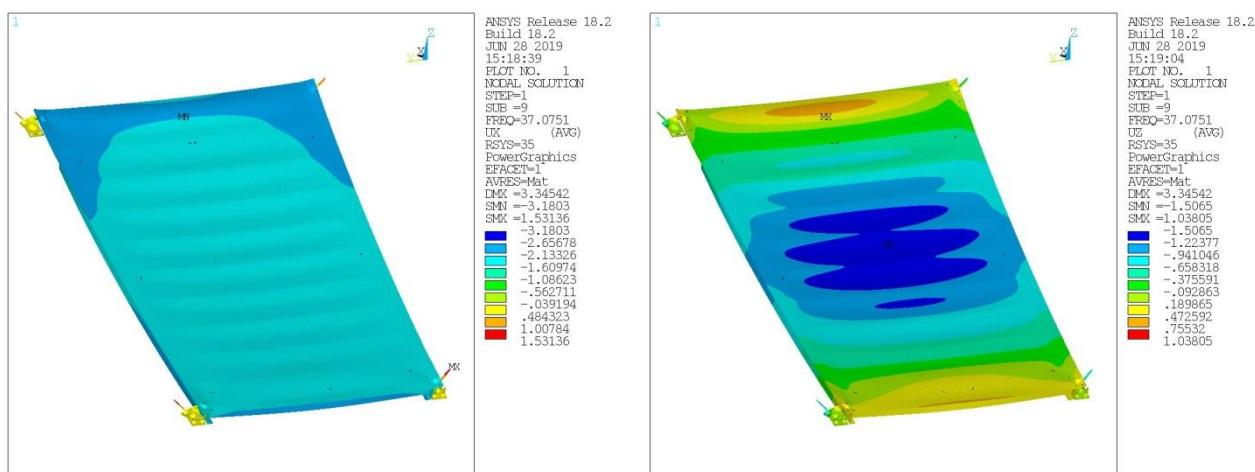 1
ANSYS Release 18.2
Build 18.2
JUN 28 2019
15:18:39
PLOT NO. 1
NODAL SOLUTION
STEP=1
SUB =9
FREQ=37.0751
UX (AVG)
RSYS=35
PowerGraphics
EFACET=1
AVRES=Mat
DMX =3.34542
SMN =-3.1803
SMX =1.53136
-3.1803
-2.65678
-2.13326
-1.60974
-1.08623
-.562711
-.039194
.484323
1.00784
1.53136
Z
X
Y
MN
MX
1
ANSYS Release 18.2
Build 18.2
JUN 28 2019
15:19:04
PLOT NO. 1
NODAL SOLUTION
STEP=1
SUB =9
FREQ=37.0751
UZ (AVG)
RSYS=35
PowerGraphics
EFACET=1
AVRES=Mat
DMX =3.34542
SMN =-1.5065
SMX =1.03805
-1.5065
-1.22377
-.941046
-.658318
-.375591
-.092863
.189865
.472592
.75532
1.03805
Z
X
Y
MX
MN